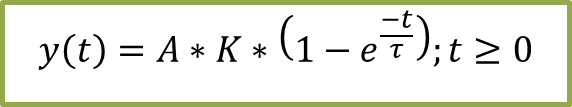 y(t) = A ∗ K ∗ (1 − e^(−t/τ)); t ≥ 0